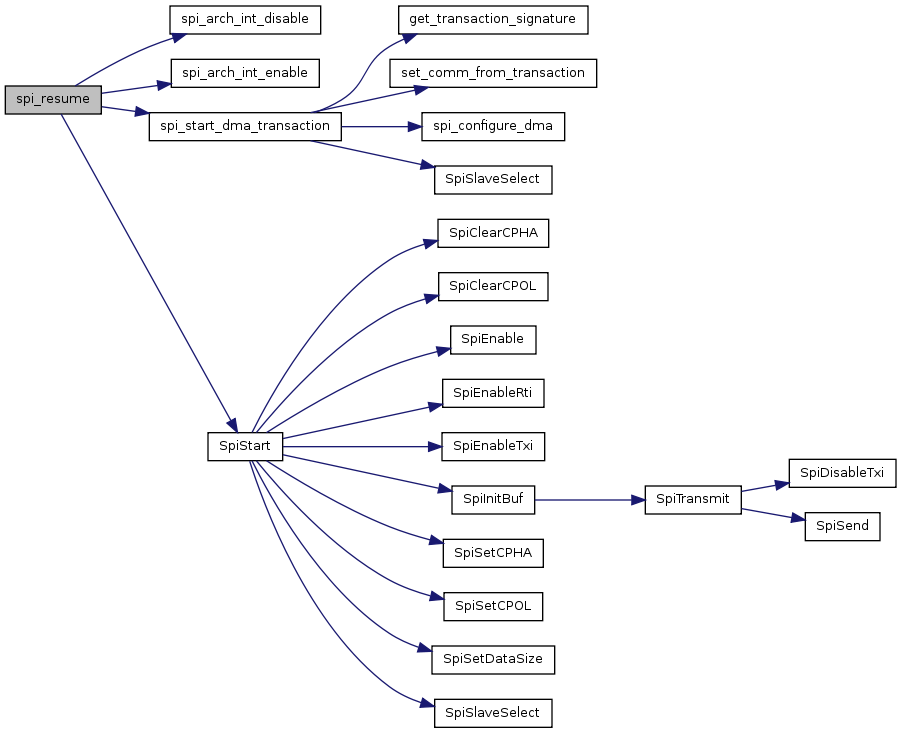 spi_arch_int_disable
get_transaction_signature
spi_arch_int_enable
set_comm_from_transaction
spi_resume
spi_start_dma_transaction
spi_configure_dma
SpiSlaveSelect
SpiClearCPHA
SpiClearCPOL
SpiEnable
SpiEnableRti
SpiStart
SpiEnableTxi
SpiInitBuf
SpiTransmit
SpiDisableTxi
SpiSend
SpiSetCPHA
SpiSetCPOL
SpiSetDataSize
SpiSlaveSelect